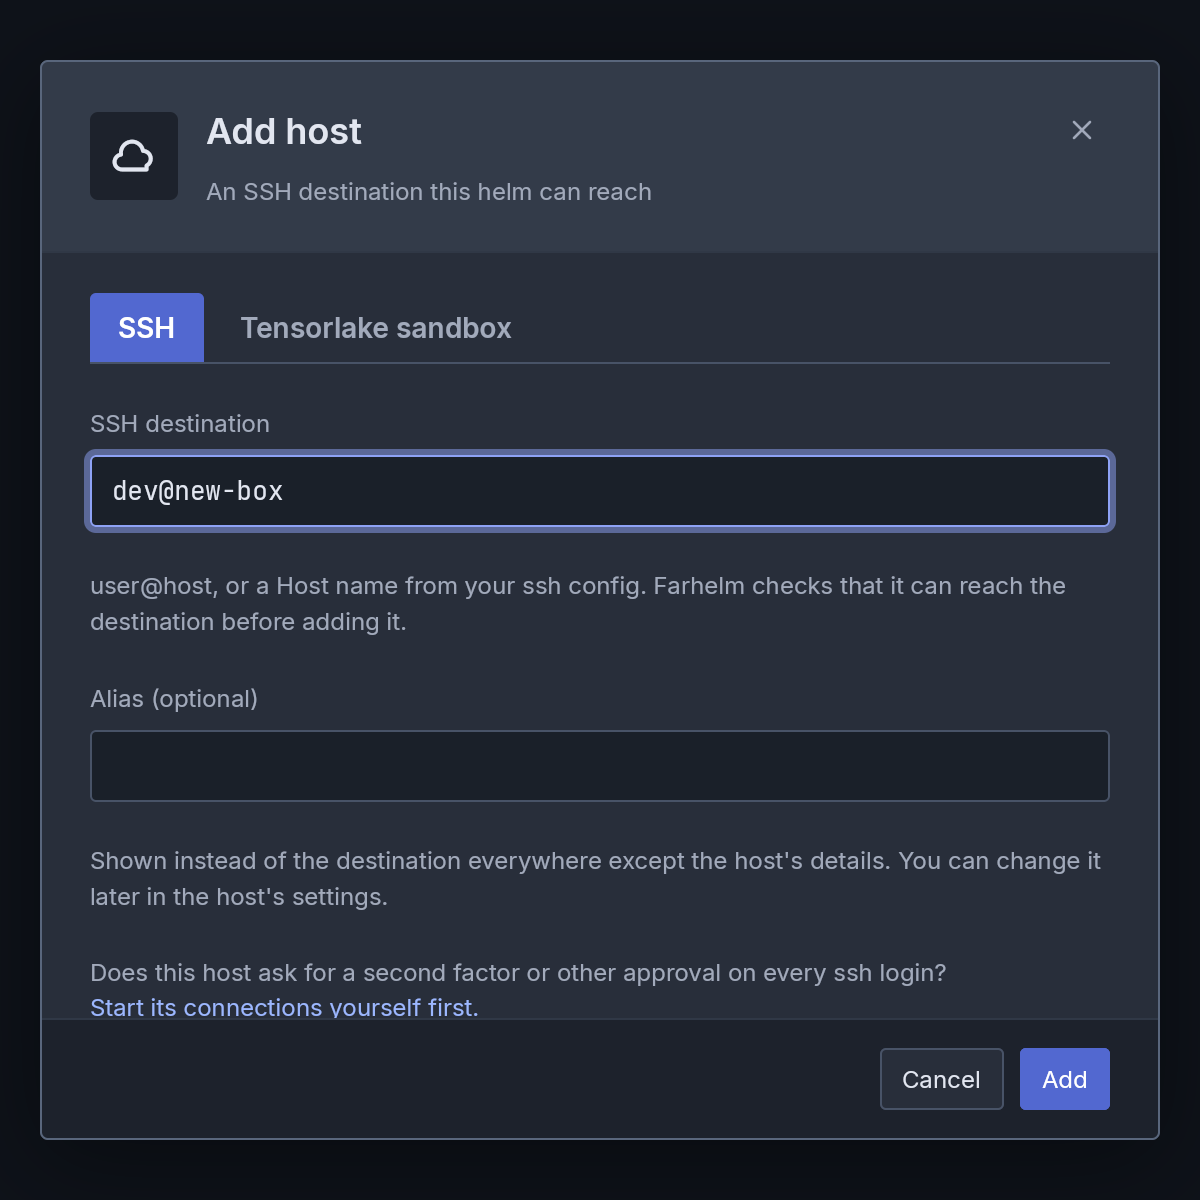 Add host
An SSH destination this helm can reach
SSH
Tensorlake sandbox
SSH destination
dev@new-box
user@host, or a Host name from your ssh config. Farhelm checks that it can reach the
destination before adding it.
Alias (optional)
Shown instead of the destination everywhere except the host's details. You can change it
later in the host's settings.
Does this host ask for a second factor or other approval on every ssh login?
Start its connections yourself first.
Cancel
Add